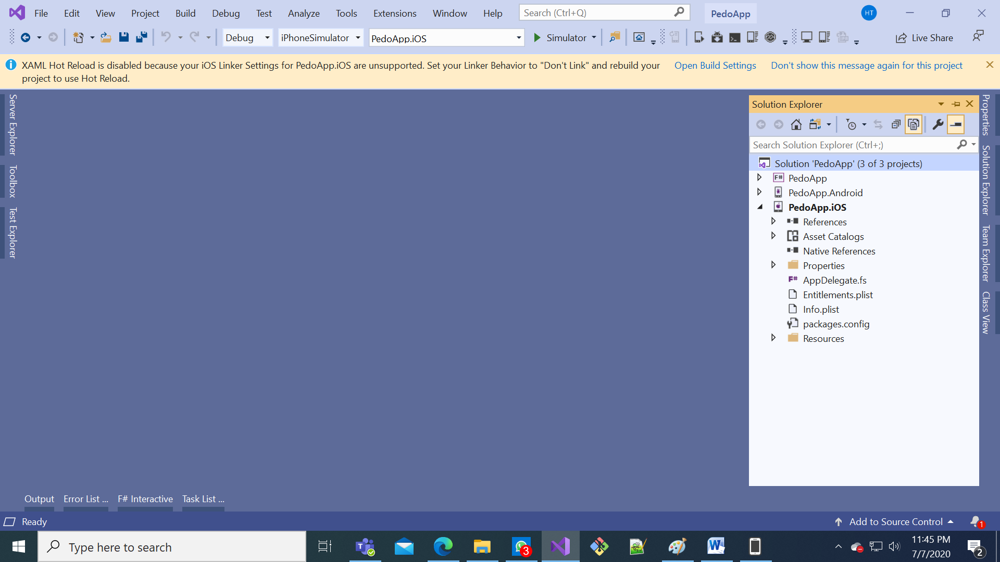 File Edit View Project Build Debug Test Analyze Tools Extensions Window Help Search (Ctrl+Q) PedoApp HT
Debug iPhoneSimulator PedoApp.iOS Simulator Live Share
XAML Hot Reload is disabled because your iOS Linker Settings for PedoApp.iOS are unsupported. Set your Linker Behavior to "Don't Link" and rebuild your Open Build Settings Don't show this message again for this project
project to use Hot Reload.
Server Explorer
Toolbox
Test Explorer
Solution Explorer
Search Solution Explorer (Ctrl+;)
Solution 'PedoApp' (3 of 3 projects)
F# PedoApp
PedoApp.Android
PedoApp.iOS
References
Asset Catalogs
Native References
Properties
F# AppDelegate.fs
Entitlements.plist
Info.plist
packages.config
Resources
Properties
Solution Explorer
Team Explorer
Class View
Output Error List ... F# Interactive Task List ...
Ready Add to Source Control 1
Type here to search 3 11:45 PM
7/7/2020 2